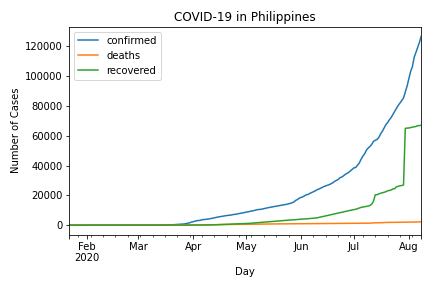 COVID-19 in Philippines
confirmed
deaths
recovered
Number of Cases
120000
100000
80000
60000
40000
20000
0
Feb Mar Apr May Jun Jul Aug
2020
Day